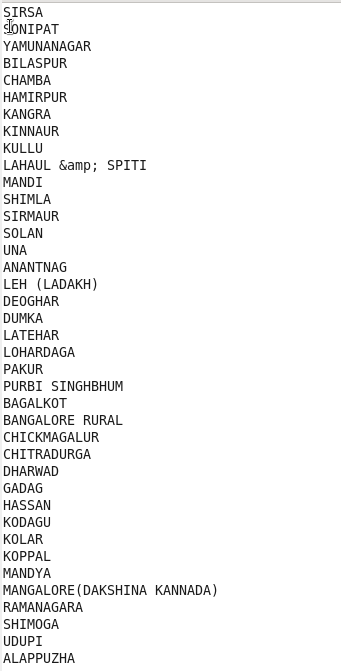 SIRSA
SONIPAT
YAMUNANAGAR
BILASPUR
CHAMBA
HAMIRPUR
KANGRA
KINNAUR
KULLU
LAHAUL &amp; SPITI
MANDI
SHIMLA
SIRMAUR
SOLAN
UNA
ANANTNAG
LEH (LADAKH)
DEOGHAR
DUMKA
LATEHAR
LOHARDAGA
PAKUR
PURBI SINGHBHUM
BAGALKOT
BANGALORE RURAL
CHICKMAGALUR
CHITRADURGA
DHARWAD
GADAG
HASSAN
KODAGU
KOLAR
KOPPAL
MANDYA
MANGALORE(DAKSHINA KANNADA)
RAMANAGARA
SHIMOGA
UDUPI
ALAPPUZHA